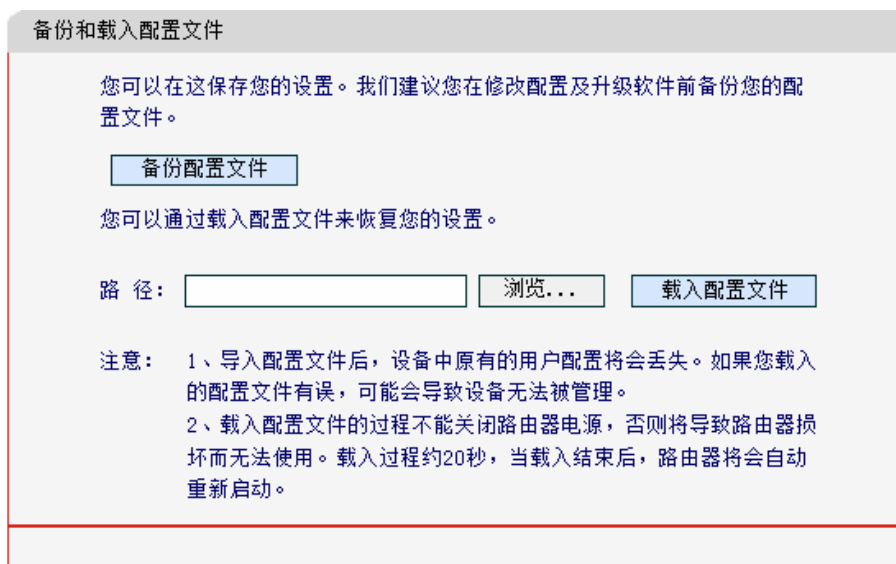 备份和载入配置文件
您可以在这保存您的设置。我们建议您在修改配置及升级软件前备份您的配
置文件。
备份配置文件
您可以通过载入配置文件来恢复您的设置。
路 径： 浏览... 载入配置文件
注意： 1、导入配置文件后，设备中原有的用户配置将会丢失。如果您载入
的配置文件有误，可能会导致设备无法被管理。
2、载入配置文件的过程不能关闭路由器电源，否则将导致路由器损
坏而无法使用。载入过程约20秒，当载入结束后，路由器将会自动
重新启动。